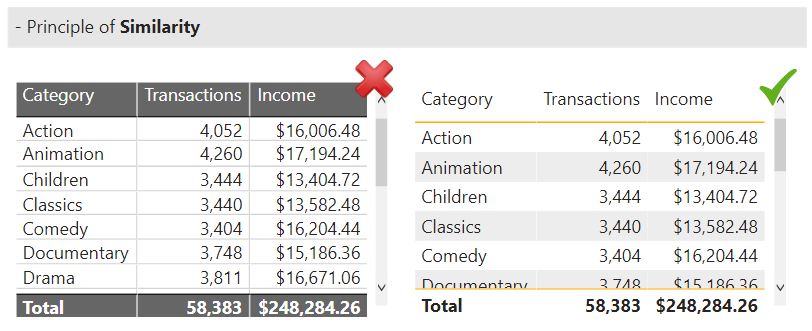 - Principle of Similarity
Category Transactions Income
Action 4,052 $16,006.48
Animation 4,260 $17,194.24
Children 3,444 $13,404.72
Classics 3,440 $13,582.48
Comedy 3,404 $16,204.44
Documentary 3,748 $15,186.36
Drama 3,811 $16,671.06
Total 58,383 $248,284.26
Category Transactions Income
Action 4,052 $16,006.48
Animation 4,260 $17,194.24
Children 3,444 $13,404.72
Classics 3,440 $13,582.48
Comedy 3,404 $16,204.44
Documentary 3,748 $15,186.36
Total 58,383 $248,284.26